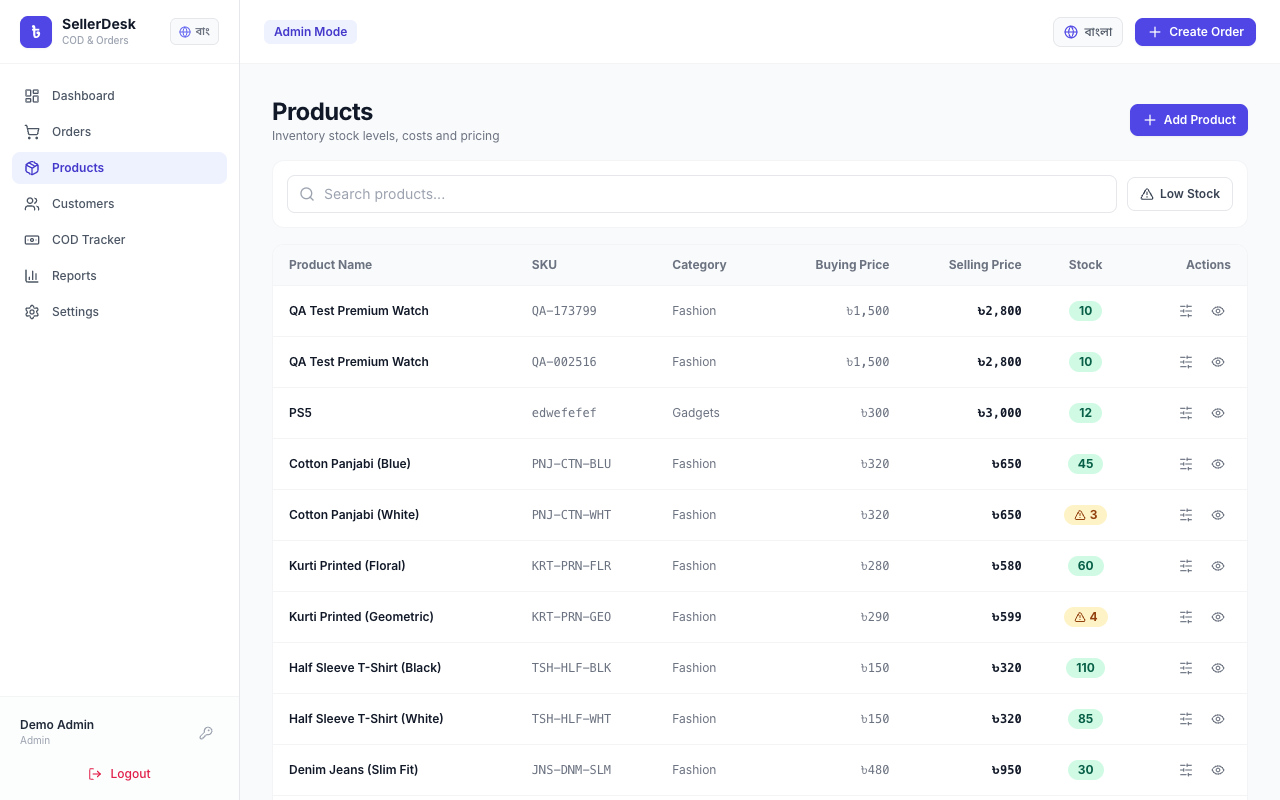 ৳
SellerDesk
COD & Orders
বাং
Dashboard
Orders
Products
Customers
COD Tracker
Reports
Settings
Demo Admin
Admin
Logout
Admin Mode
বাংলা
Create Order
Products
Inventory stock levels, costs and pricing
Add Product
Search products...
Low Stock
Product Name SKU Category Buying Price Selling Price Stock Actions
QA Test Premium Watch QA-173799 Fashion ৳1,500 ৳2,800 10
QA Test Premium Watch QA-002516 Fashion ৳1,500 ৳2,800 10
PS5 edwefefef Gadgets ৳300 ৳3,000 12
Cotton Panjabi (Blue) PNJ-CTN-BLU Fashion ৳320 ৳650 45
Cotton Panjabi (White) PNJ-CTN-WHT Fashion ৳320 ৳650 3
Kurti Printed (Floral) KRT-PRN-FLR Fashion ৳280 ৳580 60
Kurti Printed (Geometric) KRT-PRN-GEO Fashion ৳290 ৳599 4
Half Sleeve T-Shirt (Black) TSH-HLF-BLK Fashion ৳150 ৳320 110
Half Sleeve T-Shirt (White) TSH-HLF-WHT Fashion ৳150 ৳320 85
Denim Jeans (Slim Fit) JNS-DNM-SLM Fashion ৳480 ৳950 30